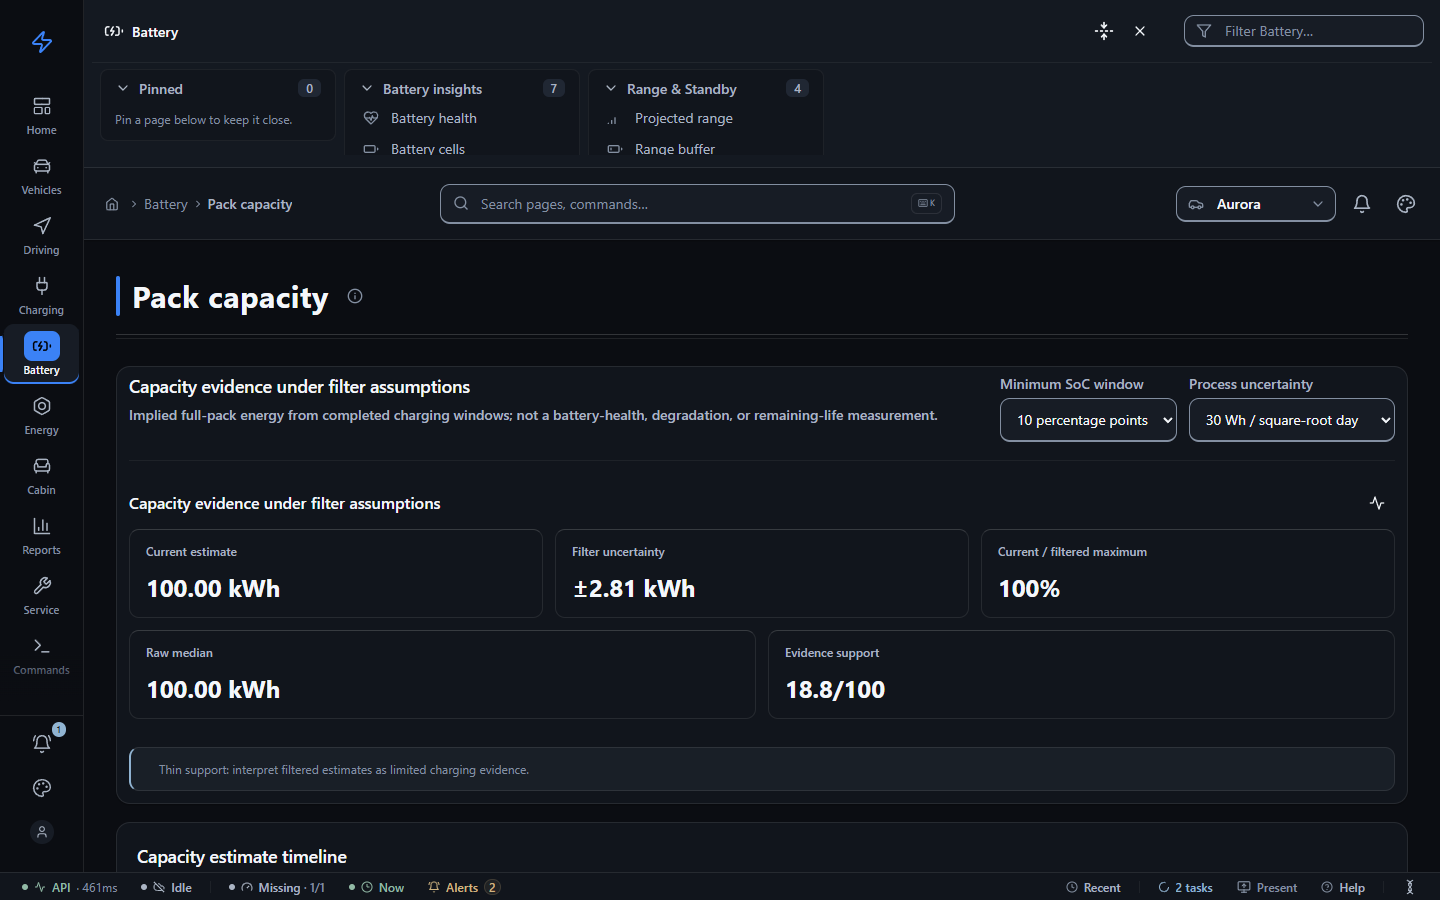 Battery
Filter Battery...
Pinned 0
Pin a page below to keep it close.
Battery insights 7
Battery health
Battery cells
Range & Standby 4
Projected range
Range buffer
Home
Vehicles
Driving
Charging
Battery
Energy
Cabin
Reports
Service
Commands
1
Battery Pack capacity
Search pages, commands...
K
Aurora
Pack capacity
Capacity evidence under filter assumptions
Implied full-pack energy from completed charging windows; not a battery-health, degradation, or remaining-life measurement.
Minimum SoC window
10 percentage points
Process uncertainty
30 Wh / square-root day
Capacity evidence under filter assumptions
Current estimate
100.00 kWh
Filter uncertainty
±2.81 kWh
Current / filtered maximum
100%
Raw median
100.00 kWh
Evidence support
18.8/100
Thin support: interpret filtered estimates as limited charging evidence.
Capacity estimate timeline
API · 461ms
Idle
Missing · 1/1
Now
Alerts 2
Recent
2 tasks
Present
Help